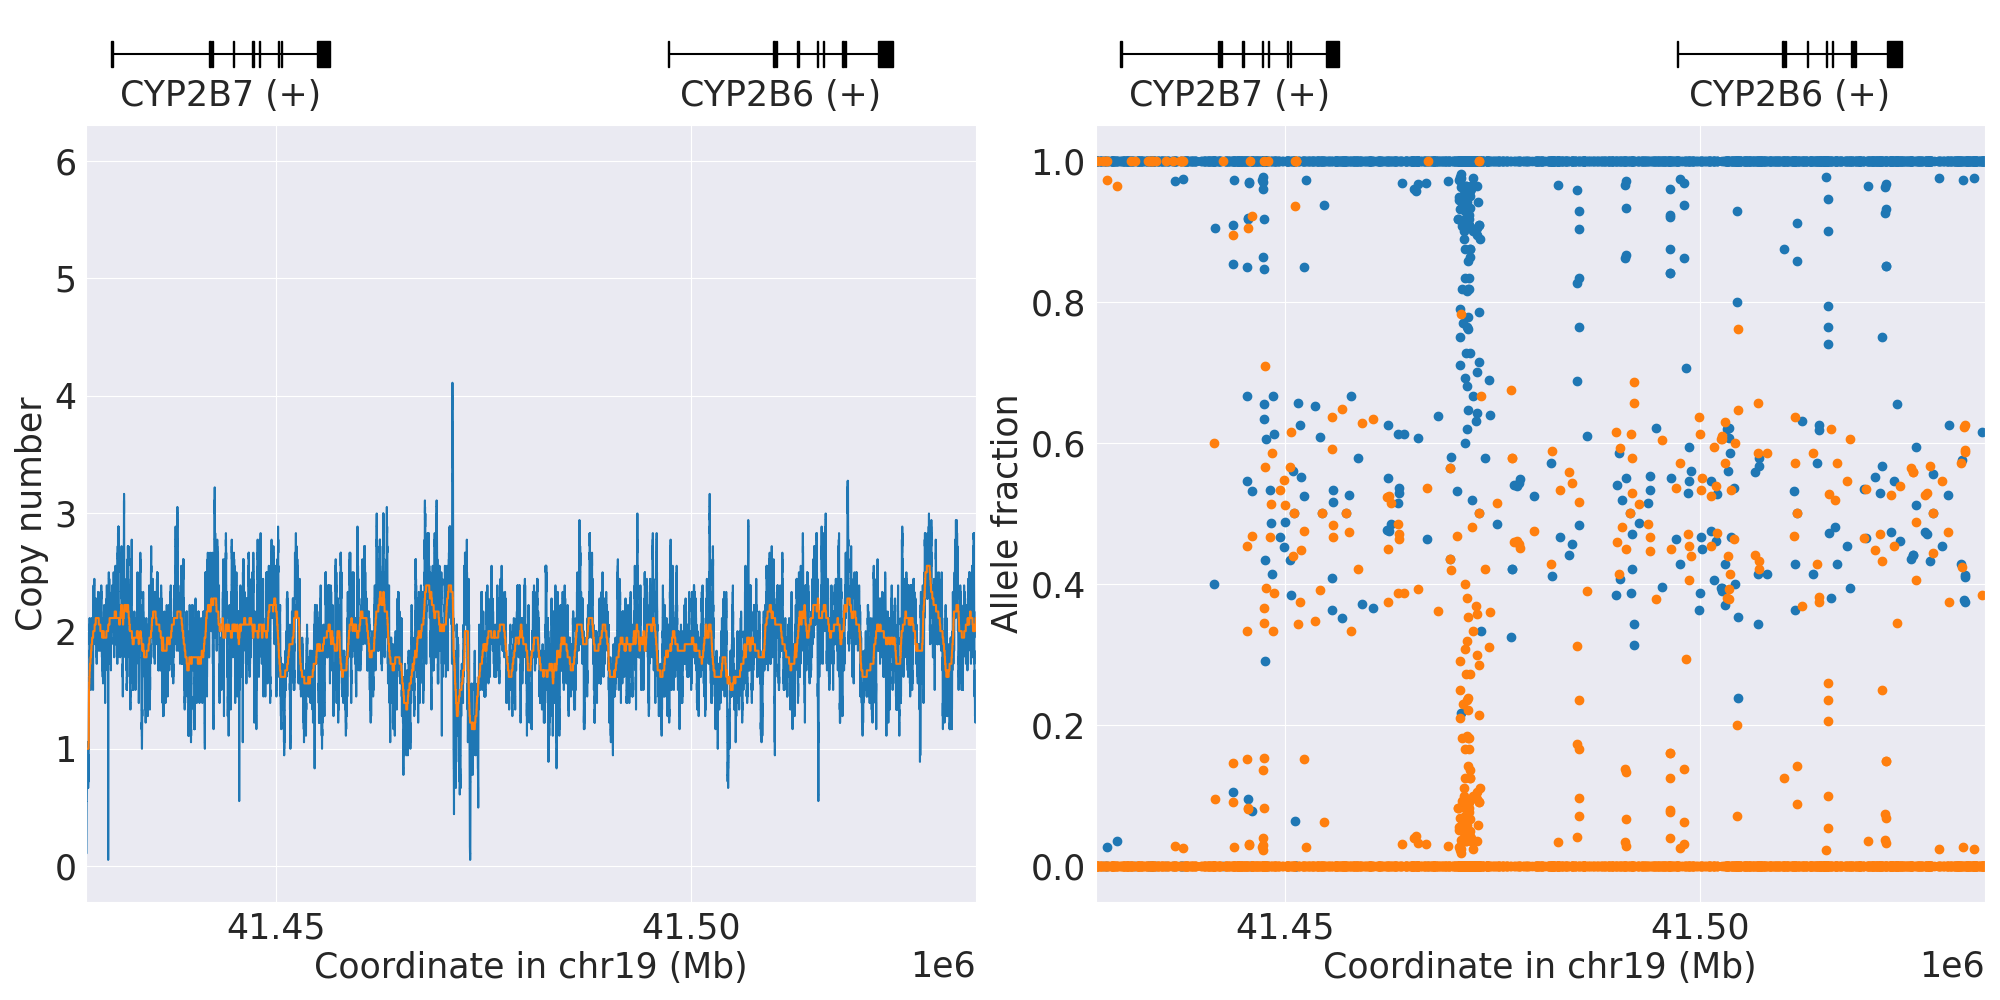 CYP2B7 (+)
CYP2B6 (+)
6
5
4
3
2
1
0
Copy number
41.45
41.50
Coordinate in chr19 (Mb)
1e6
CYP2B7 (+)
CYP2B6 (+)
1.0
0.8
0.6
0.4
0.2
0.0
Allele fraction
41.45
41.50
Coordinate in chr19 (Mb)
1e6